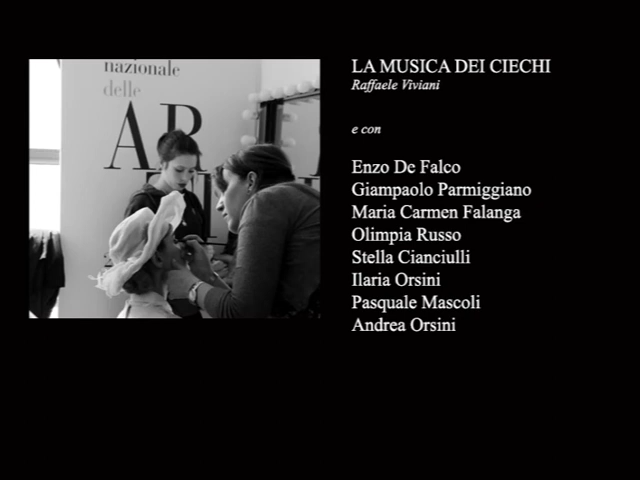 nazionale
delle
AR
LA MUSICA DEI CIECHI
Raffaele Viviani
e con
Enzo De Falco
Giampaolo Parmiggiano
Maria Carmen Falanga
Olimpia Russo
Stella Cianciulli
Ilaria Orsini
Pasquale Mascoli
Andrea Orsini